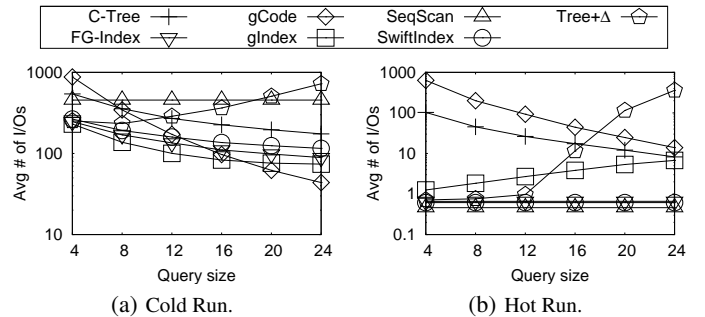 C-Tree gCode SeqScan Tree+Δ
FG-Index gIndex SwiftIndex
1000 1000
100
100 10
1
10 0.1
4 8 12 16 20 24 4 8 12 16 20 24
Query size Query size
Avg # of I/Os Avg # of I/Os
(a) Cold Run. (b) Hot Run.